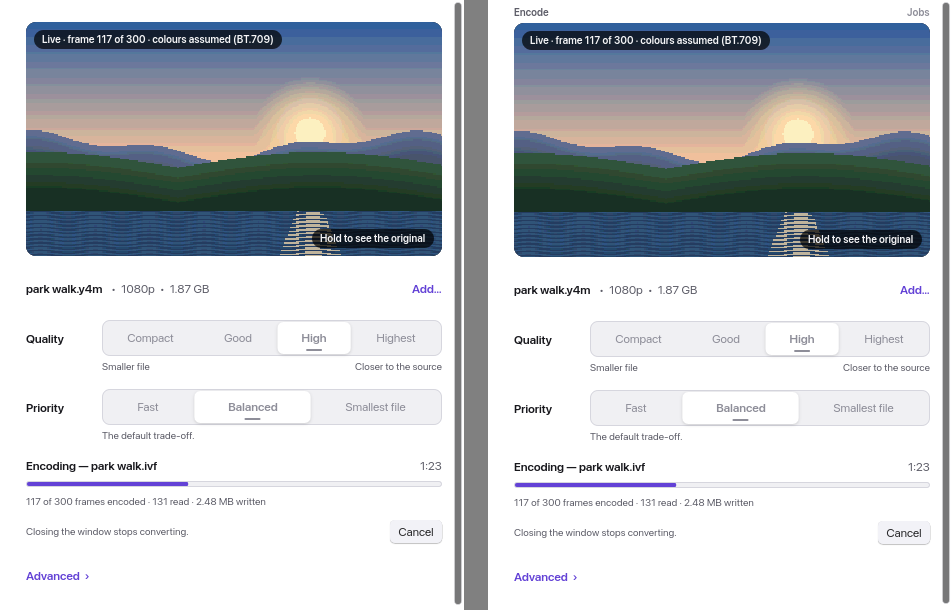 Live · frame 117 of 300 · colours assumed (BT.709)
Hold to see the original
park walk.y4m • 1080p • 1.87 GB Add…
Quality Compact Good High Highest
Smaller file Closer to the source
Priority Fast Balanced Smallest file
The default trade-off.
Encoding — park walk.ivf 1:23
117 of 300 frames encoded · 131 read · 2.48 MB written
Closing the window stops converting. Cancel
Advanced ›
Encode Jobs
Live · frame 117 of 300 · colours assumed (BT.709)
Hold to see the original
park walk.y4m • 1080p • 1.87 GB Add…
Quality Compact Good High Highest
Smaller file Closer to the source
Priority Fast Balanced Smallest file
The default trade-off.
Encoding — park walk.ivf 1:23
117 of 300 frames encoded · 131 read · 2.48 MB written
Closing the window stops converting. Cancel
Advanced ›